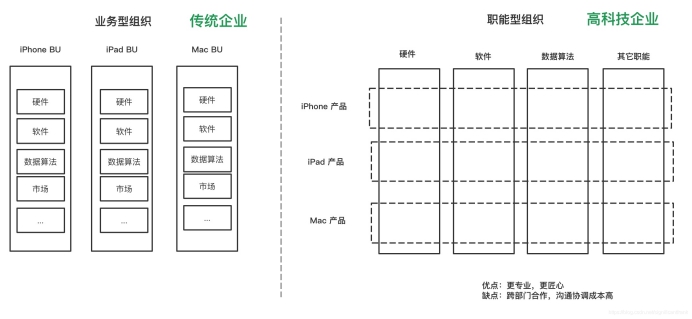 业务型组织 传统企业
iPhone BU
iPad BU
Mac BU
硬件
软件
数据算法
市场
...
硬件
软件
数据算法
市场
...
硬件
软件
数据算法
市场
...
职能型组织 高科技企业
硬件
软件
数据算法
其它职能
iPhone 产品
iPad 产品
Mac 产品
优点：更专业，更匠心
缺点：跨部门合作，沟通协调成本高